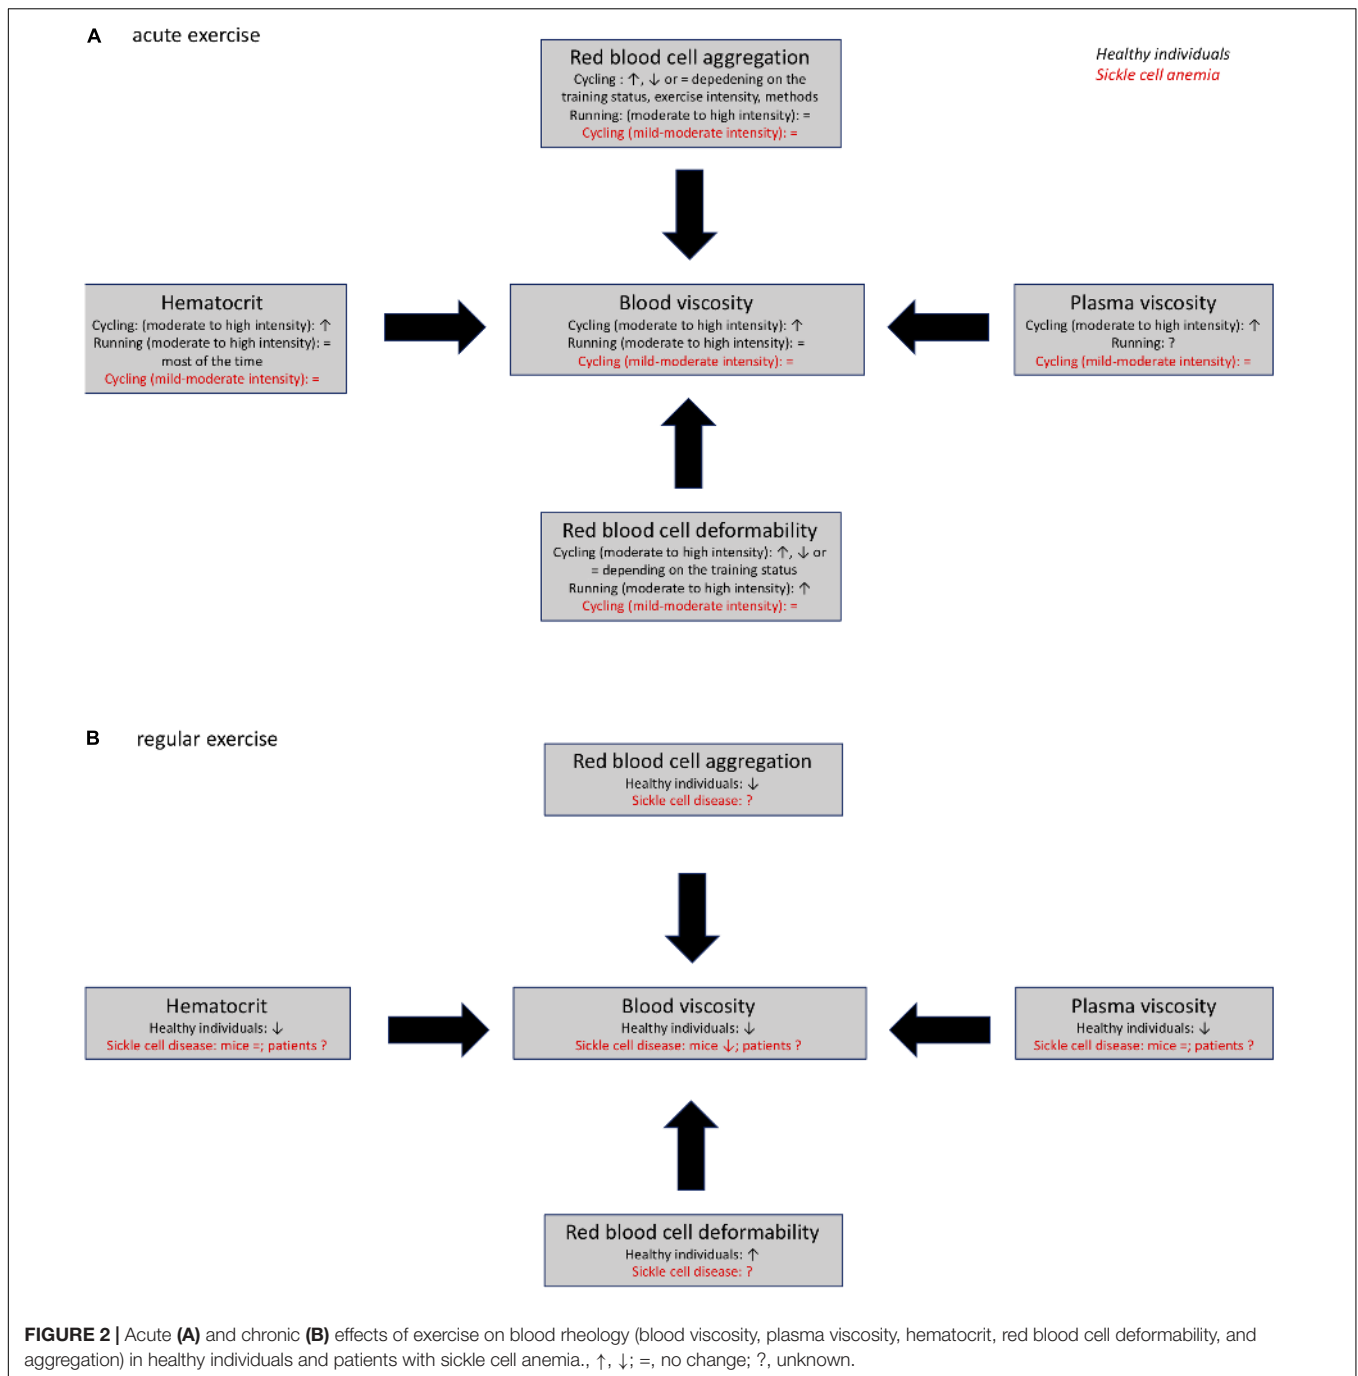 A acute exercise
Healthy individuals
Sickle cell anemia
Red blood cell aggregation
Cycling : ↑, ↓ or = depedening on the
training status, exercise intensity, methods
Running: (moderate to high intensity): =
Cycling (mild-moderate intensity): =
Hematocrit
Cycling: (moderate to high intensity): ↑
Running (moderate to high intensity): =
most of the time
Cycling (mild-moderate intensity): =
Blood viscosity
Cycling (moderate to high intensity): ↑
Running (moderate to high intensity): =
Cycling (mild-moderate intensity): =
Plasma viscosity
Cycling (moderate to high intensity): ↑
Running: ?
Cycling (mild-moderate intensity): =
Red blood cell deformability
Cycling (moderate to high intensity): ↑, ↓ or
= depending on the training status
Running (moderate to high intensity): ↑
Cycling (mild-moderate intensity): =
B regular exercise
Red blood cell aggregation
Healthy individuals: ↓
Sickle cell disease: ?
Hematocrit
Healthy individuals: ↓
Sickle cell disease: mice =; patients ?
Blood viscosity
Healthy individuals: ↓
Sickle cell disease: mice ↓; patients ?
Plasma viscosity
Healthy individuals: ↓
Sickle cell disease: mice =; patients ?
Red blood cell deformability
Healthy individuals: ↑
Sickle cell disease: ?
FIGURE 2 | Acute (A) and chronic (B) effects of exercise on blood rheology (blood viscosity, plasma viscosity, hematocrit, red blood cell deformability, and
aggregation) in healthy individuals and patients with sickle cell anemia., ↑, ↓; =, no change; ?, unknown.